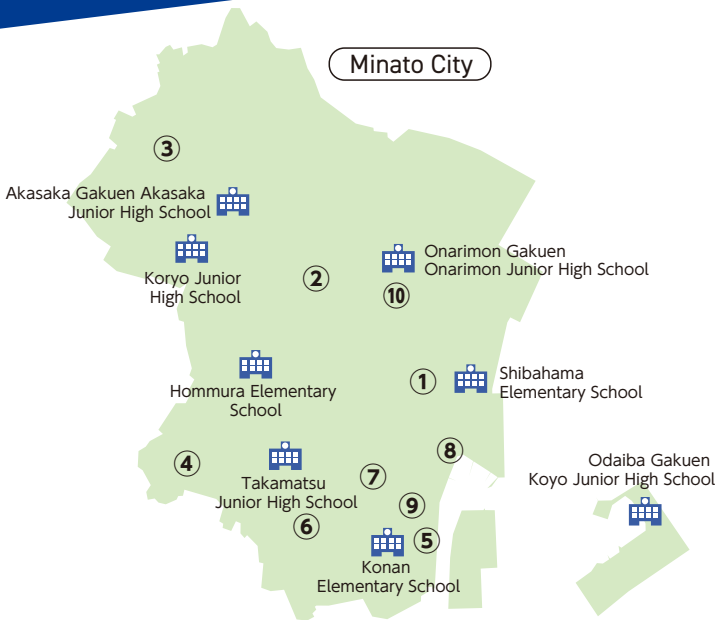 Minato City
③
Akasaka Gakuen Akasaka
Junior High School
Koryo Junior
High School
②
Onarimon Gakuen
Onarimon Junior High School
⑩
Hommura Elementary
School
①
Shibahama
Elementary School
④
Takamatsu
Junior High School
⑦
⑧
⑥
⑨
⑤
Konan
Elementary School
Odaiba Gakuen
Koyo Junior High School